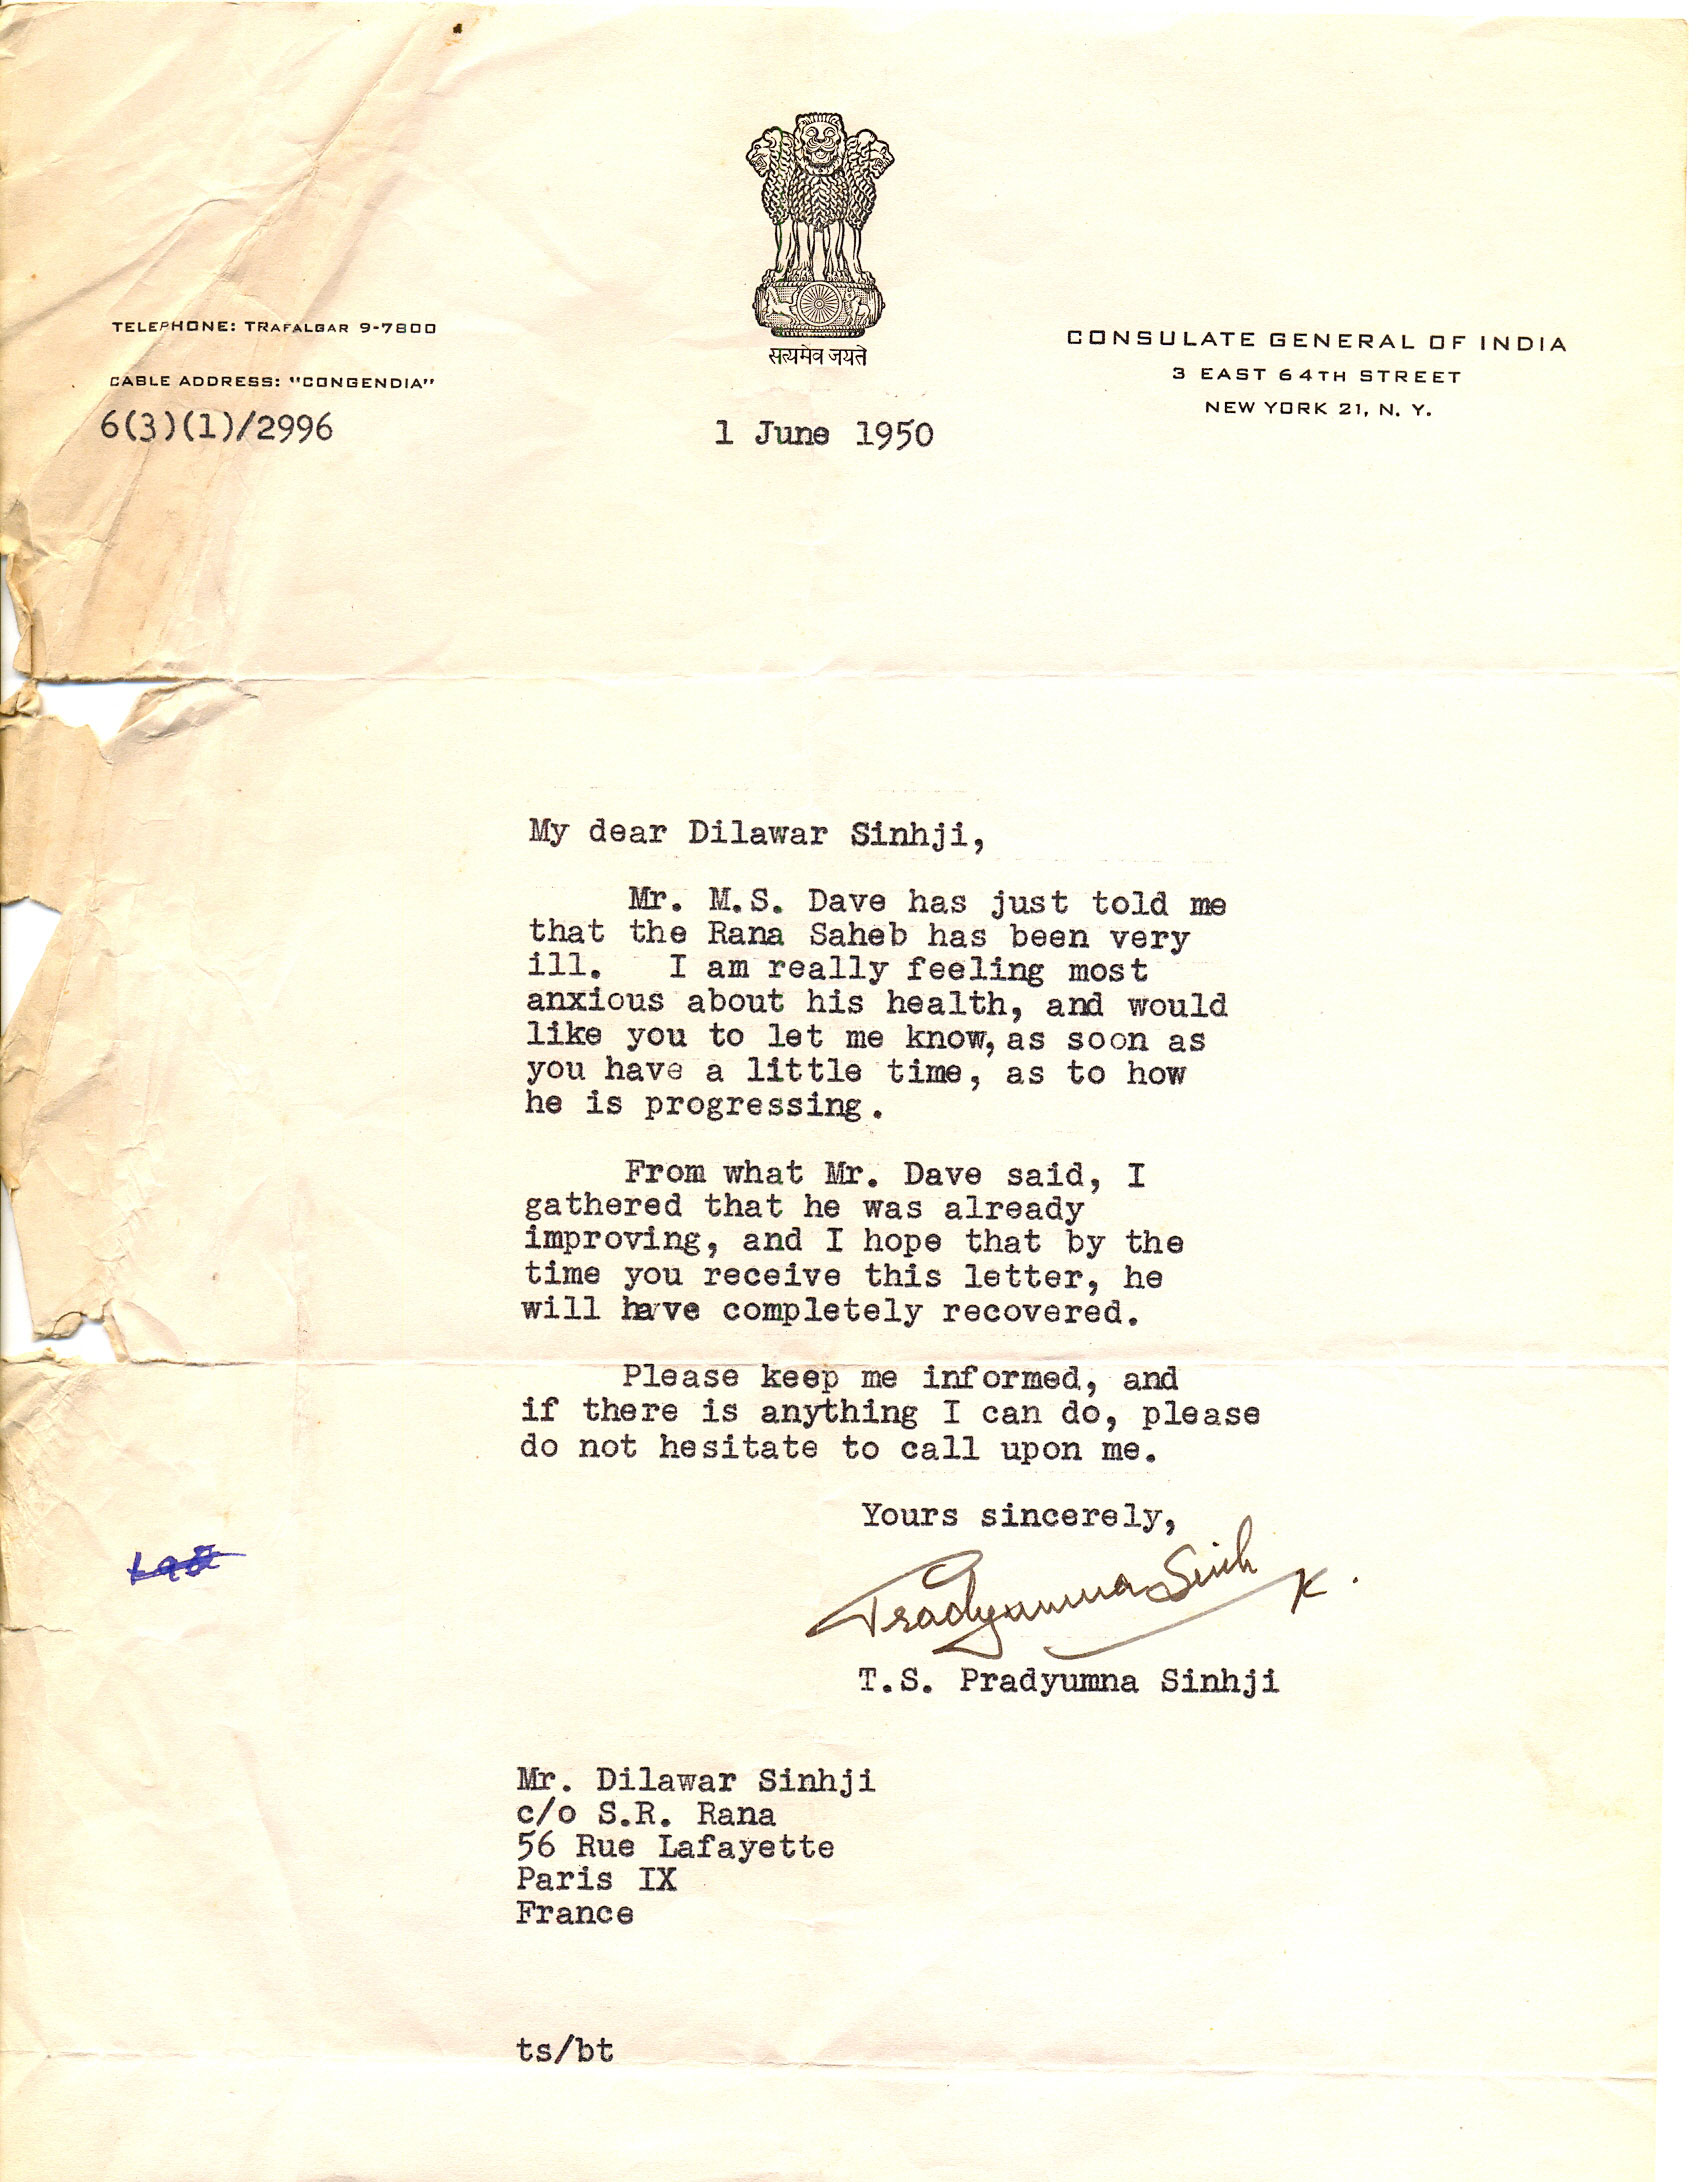 सत्यमेव जयते
TELEPHONE: TRAFALGAR 9-7800
CABLE ADDRESS: "CONGENDIA"
CONSULATE GENERAL OF INDIA
3 EAST 64TH STREET
NEW YORK 21, N. Y.
6(3)(1)/2996
1 June 1950
My dear Dilawar Sinhji,
Mr. M.S. Dave has just told me
that the Rana Saheb has been very
ill. I am really feeling most
anxious about his health, and would
like you to let me know, as soon as
you have a little time, as to how
he is progressing.
From what Mr. Dave said, I
gathered that he was already
improving, and I hope that by the
time you receive this letter, he
will have completely recovered.
Please keep me informed, and
if there is anything I can do, please
do not hesitate to call upon me.
Yours sincerely,
Pradyumna Sinh K.
T.S. Pradyumna Sinhji
Mr. Dilawar Sinhji
c/o S.R. Rana
56 Rue Lafayette
Paris IX
France
ts/bt